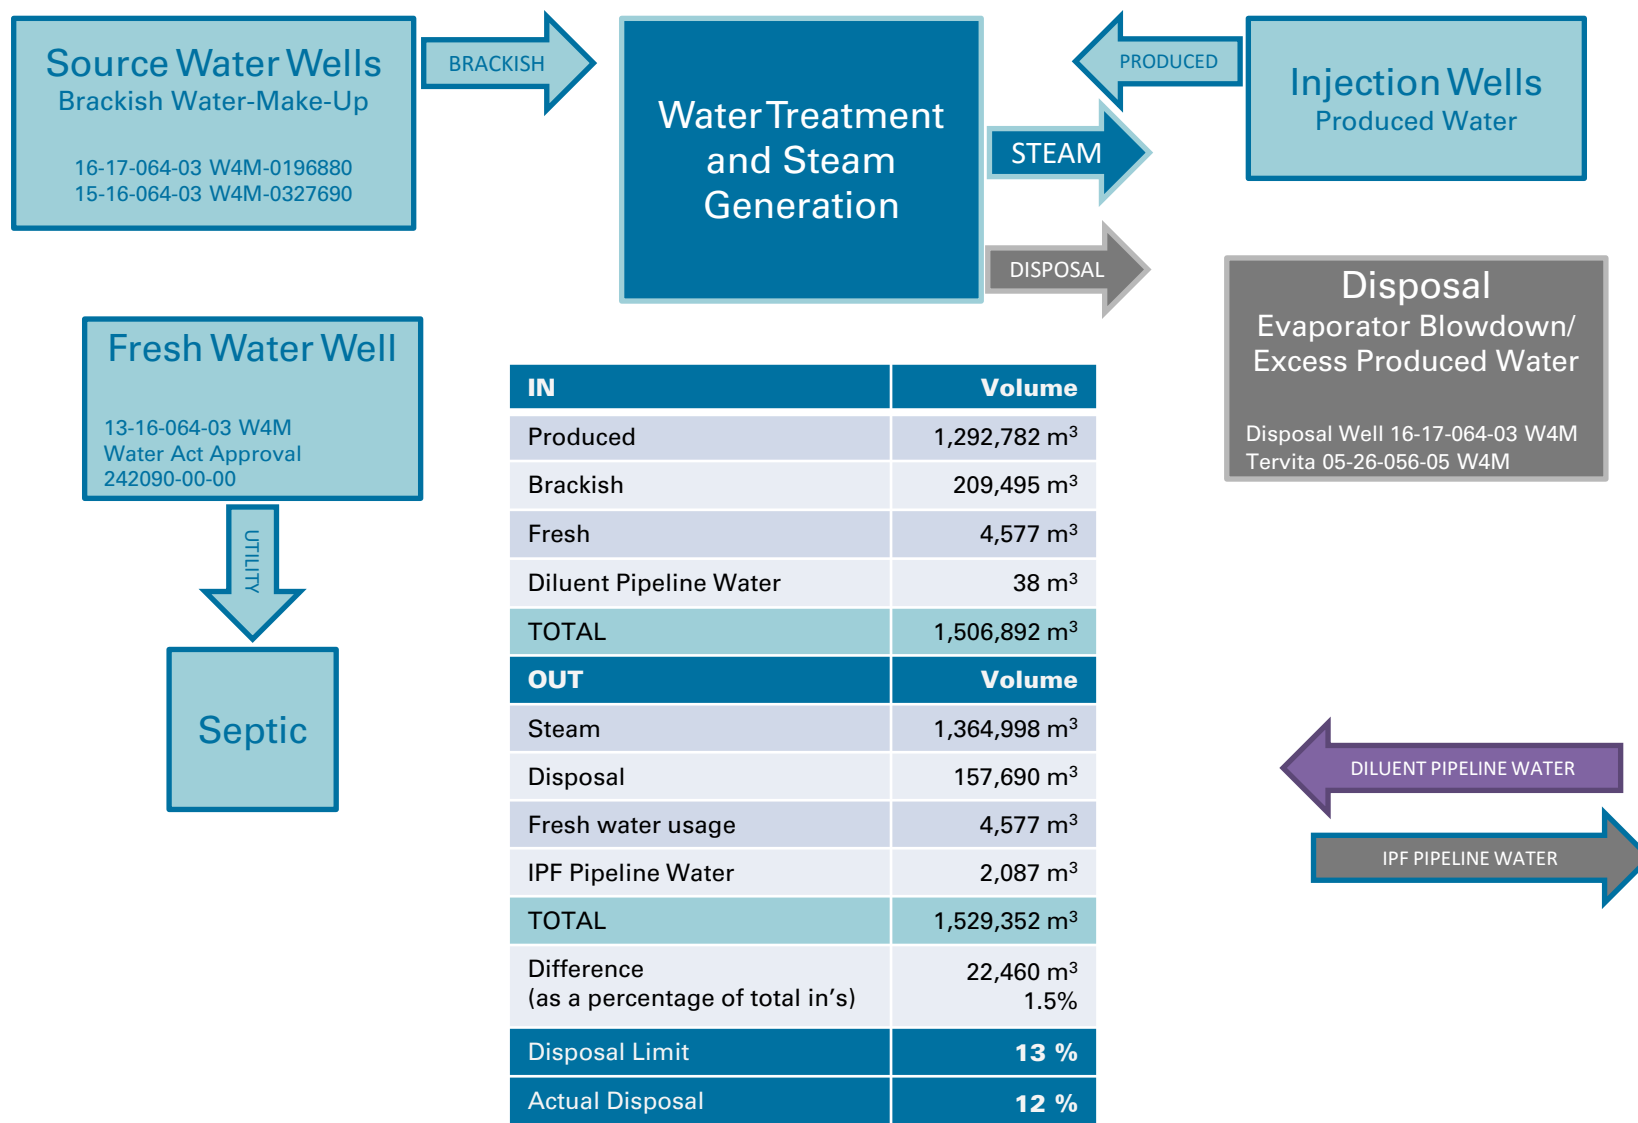 Source Water Wells
Brackish Water-Make-Up
16-17-064-03 W4M-0196880
15-16-064-03 W4M-0327690
BRACKISH
Water Treatment
and Steam
Generation
PRODUCED
STEAM
DISPOSAL
Injection Wells
Produced Water
Disposal
Evaporator Blowdown/
Excess Produced Water
Disposal Well 16-17-064-03 W4M
Tervita 05-26-056-05 W4M
Fresh Water Well
13-16-064-03 W4M
Water Act Approval
242090-00-00
UTILITY
Septic
IN Volume
Produced 1,292,782 m³
Brackish 209,495 m³
Fresh 4,577 m³
Diluent Pipeline Water 38 m³
TOTAL 1,506,892 m³
OUT Volume
Steam 1,364,998 m³
Disposal 157,690 m³
Fresh water usage 4,577 m³
IPF Pipeline Water 2,087 m³
TOTAL 1,529,352 m³
Difference 22,460 m³
(as a percentage of total in's) 1.5%
Disposal Limit 13 %
Actual Disposal 12 %
DILUENT PIPELINE WATER
IPF PIPELINE WATER